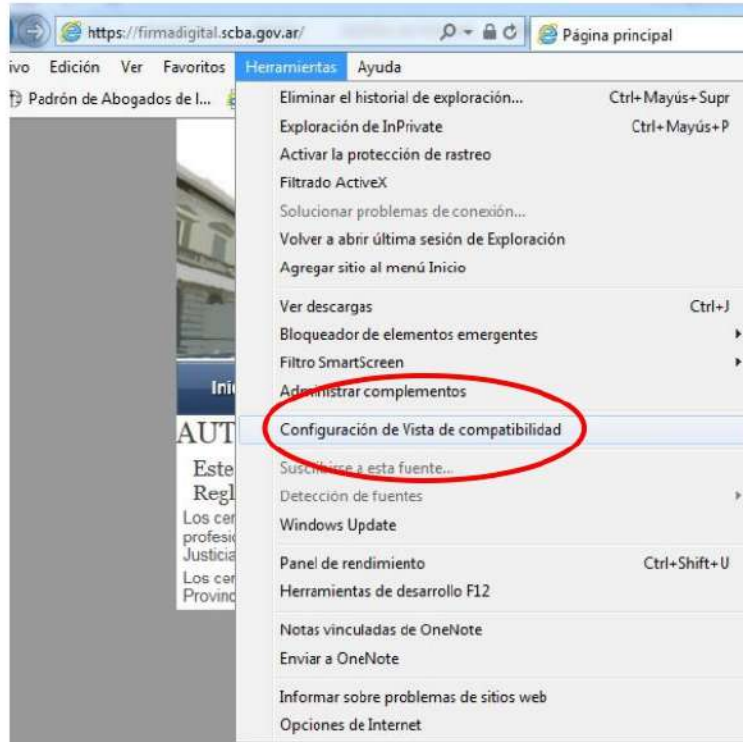 https://firmadigital.scba.gov.ar/ Página principal
ivo Edición Ver Favoritos Herramientas Ayuda
Padrón de Abogados de l...
Eliminar el historial de exploración... Ctrl+Mayús+Supr
Exploración de InPrivate Ctrl+Mayús+P
Activar la protección de rastreo
Filtrado ActiveX
Solucionar problemas de conexión...
Volver a abrir última sesión de Exploración
Agregar sitio al menú Inicio
Ver descargas Ctrl+J
Bloqueador de elementos emergentes
Filtro SmartScreen
Administrar complementos
Configuración de Vista de compatibilidad
Suscribirse a esta fuente...
Detección de fuentes
Windows Update
Panel de rendimiento Ctrl+Shift+U
Herramientas de desarrollo F12
Notas vinculadas de OneNote
Enviar a OneNote
Informar sobre problemas de sitios web
Opciones de Internet
Ini
AUT
Este
Regl
Los cer
profesio
Justicia
Los cer
Provinc